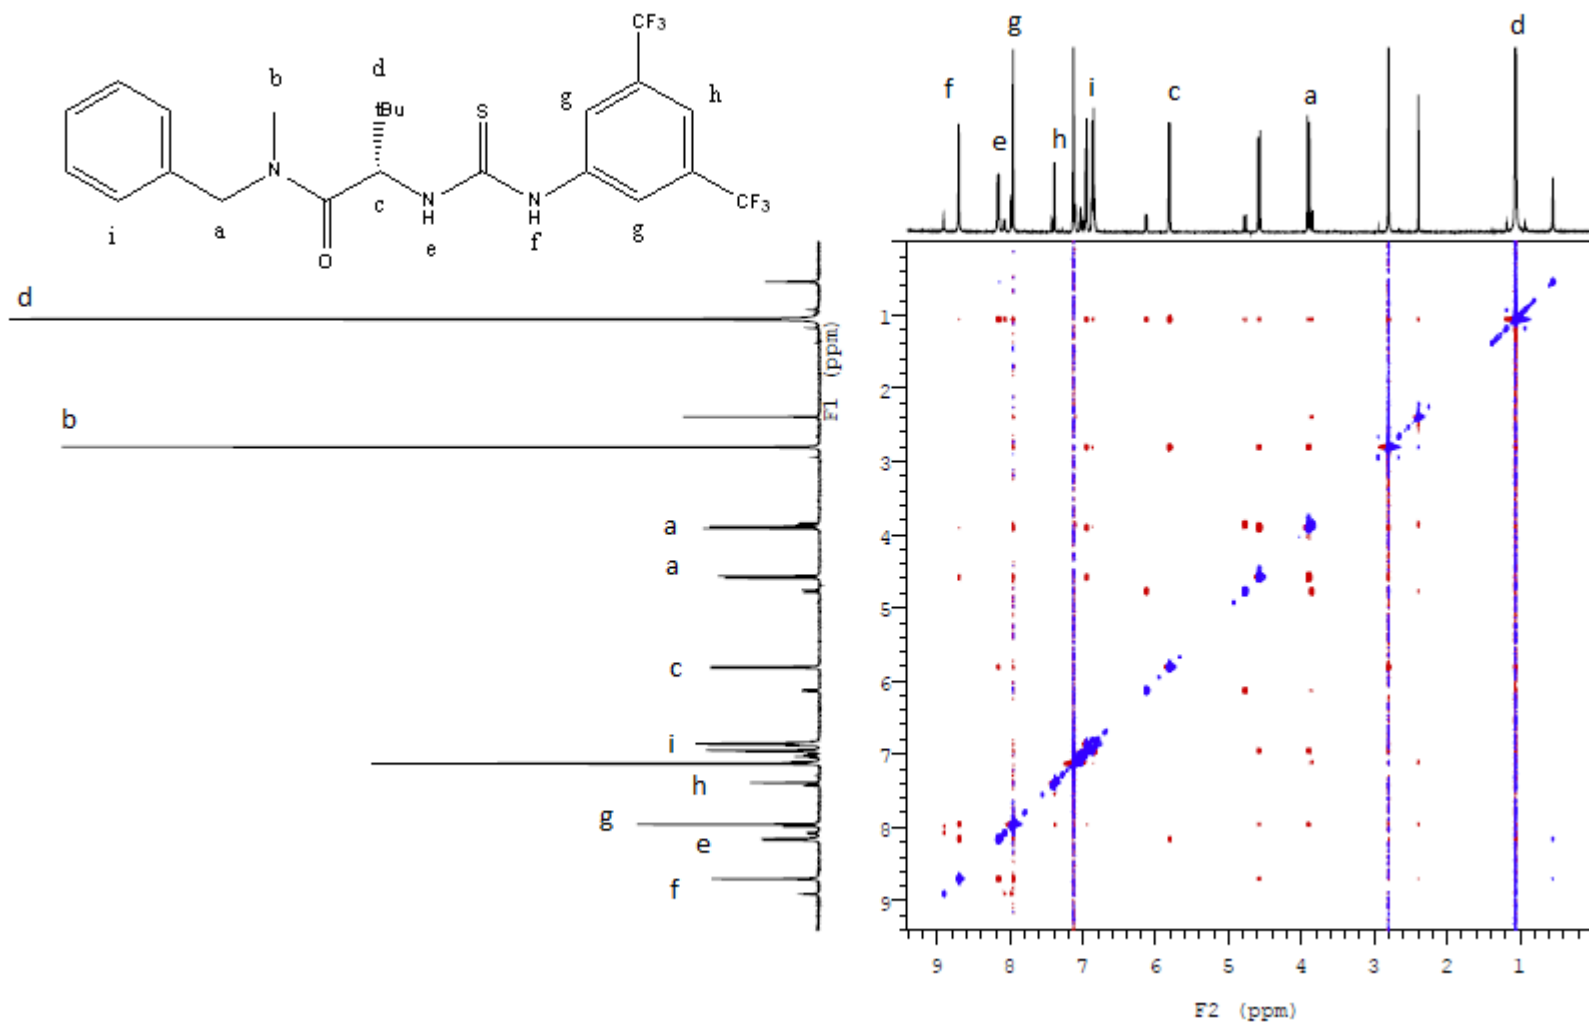 CF3
g d
b d f i
tBu S g h c a
e
h
N
N H N H CF3
c
i a O e f g
d
1
F1 (ppm)
2
b
3
a 4
a
5
c
6
i 7
h
g 8
e
f 9
9 8 7 6 5 4 3 2 1
F2 (ppm)